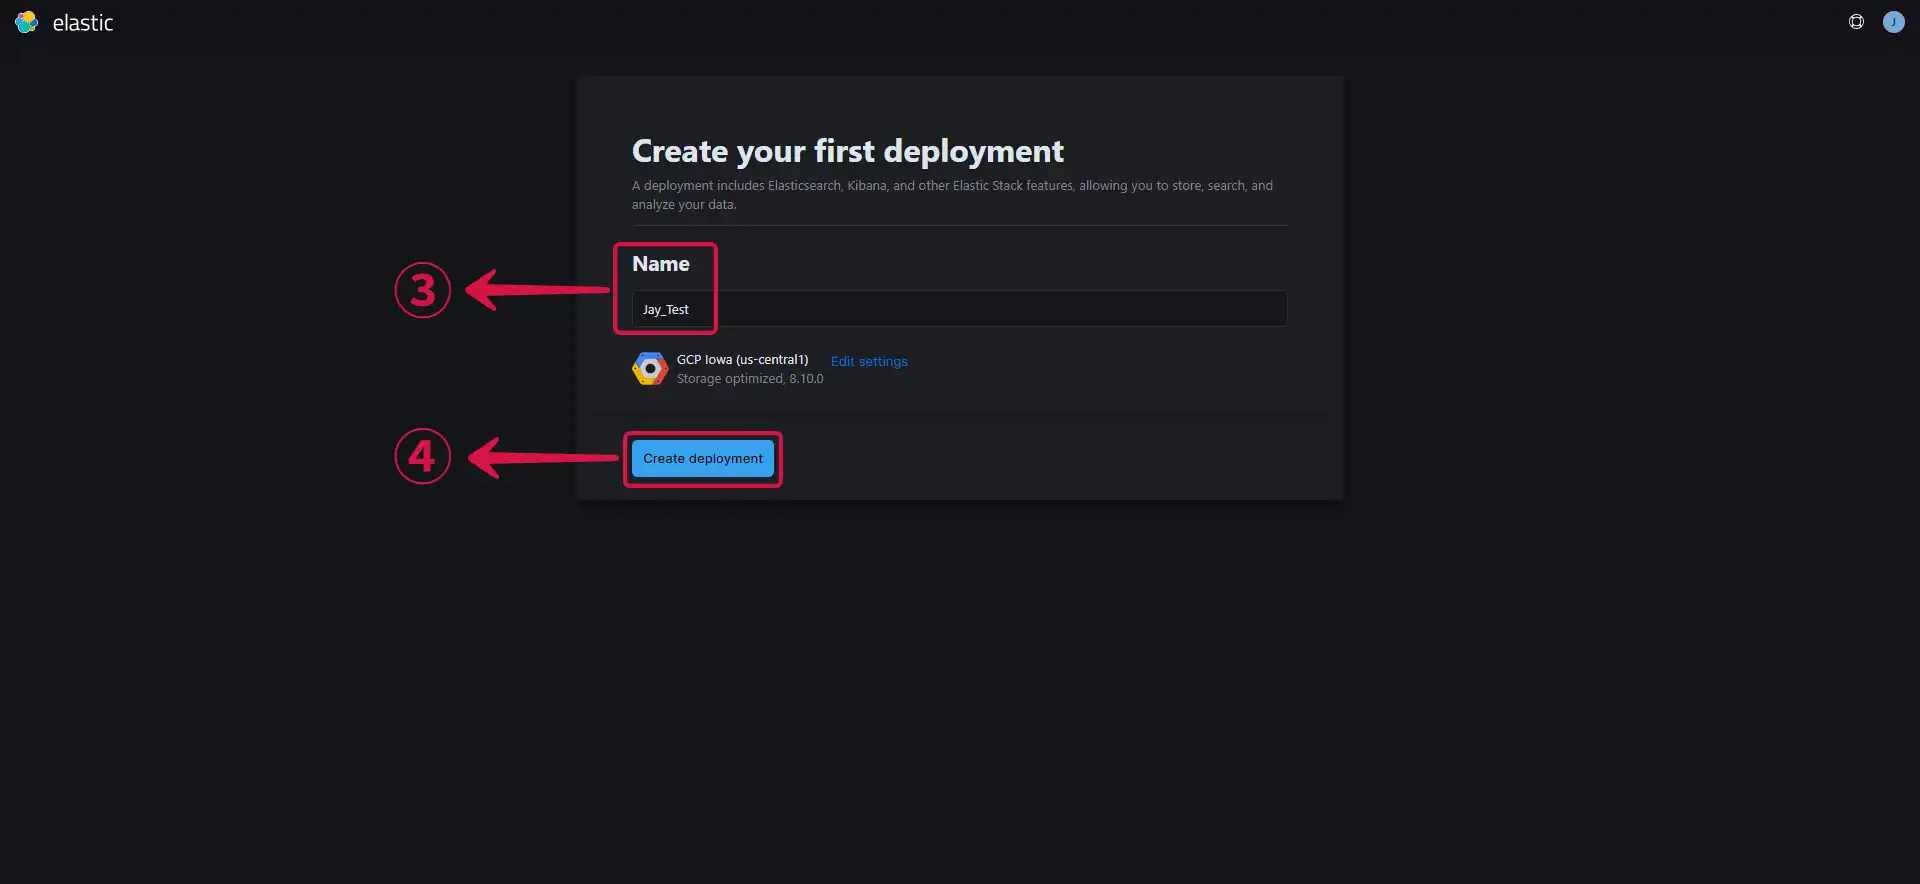 elastic
J
Create your first deployment
A deployment includes Elasticsearch, Kibana, and other Elastic Stack features, allowing you to store, search, and
analyze your data.
Name
③
Jay_Test
GCP Iowa (us-central1) Edit settings
Storage optimized, 8.10.0
④
Create deployment